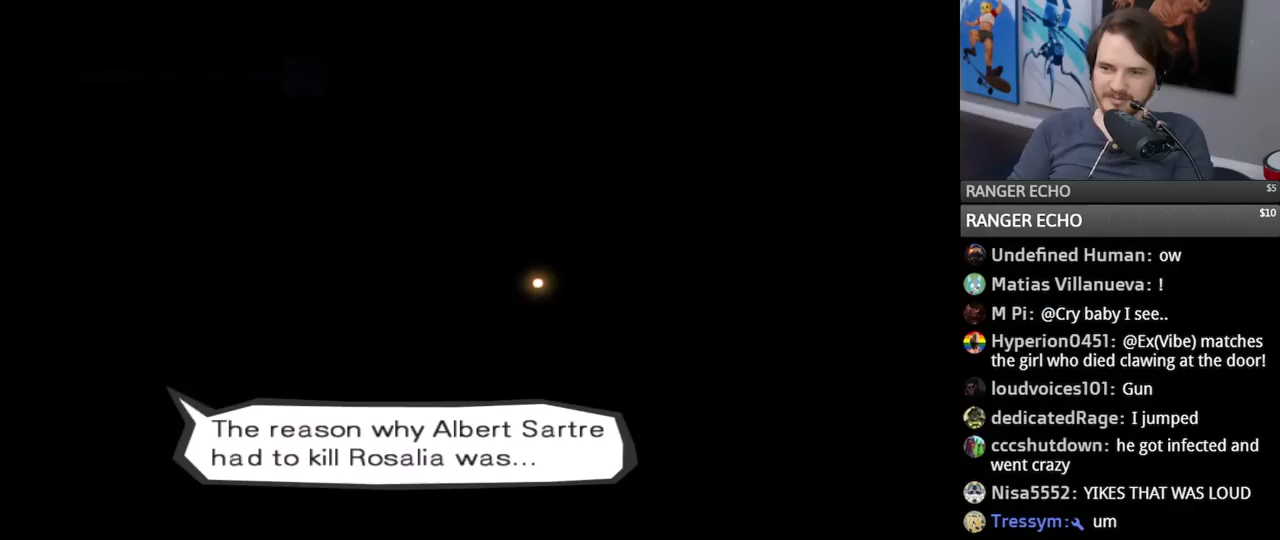 The reason why Albert Sartre
had to kill Rosalia was...
RANGER ECHO $5
RANGER ECHO $10
Undefined Human: ow
Matias Villanueva: !
M Pi: @Cry baby I see..
Hyperion0451: @Ex(Vibe) matches
the girl who died clawing at the door!
loudvoices101: Gun
dedicatedRage: I jumped
cccshutdown: he got infected and
went crazy
Nisa5552: YIKES THAT WAS LOUD
Tressym: um